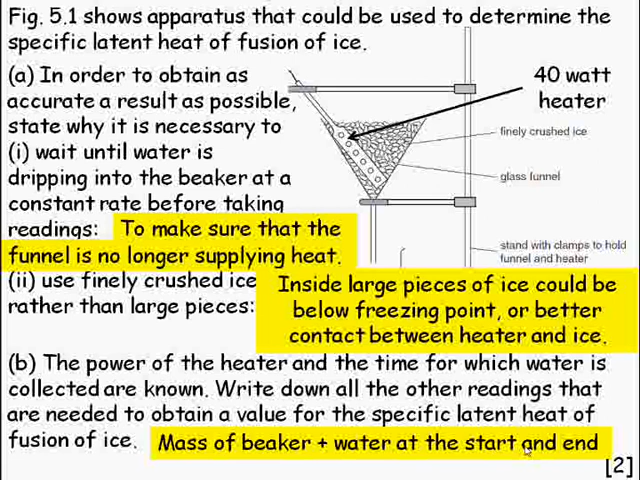 Fig. 5.1 shows apparatus that could be used to determine the
specific latent heat of fusion of ice.
(a) In order to obtain as
accurate a result as possible,
state why it is necessary to
(i) wait until water is
dripping into the beaker at a
constant rate before taking
readings: To make sure that the
funnel is no longer supplying heat.
(ii) use finely crushed ice
rather than large pieces:
40 watt
heater
finely crushed ice
glass funnel
stand with clamps to hold
funnel and heater
Inside large pieces of ice could be
below freezing point, or better
contact between heater and ice.
(b) The power of the heater and the time for which water is
collected are known. Write down all the other readings that
are needed to obtain a value for the specific latent heat of
fusion of ice. Mass of beaker + water at the start and end
[2]